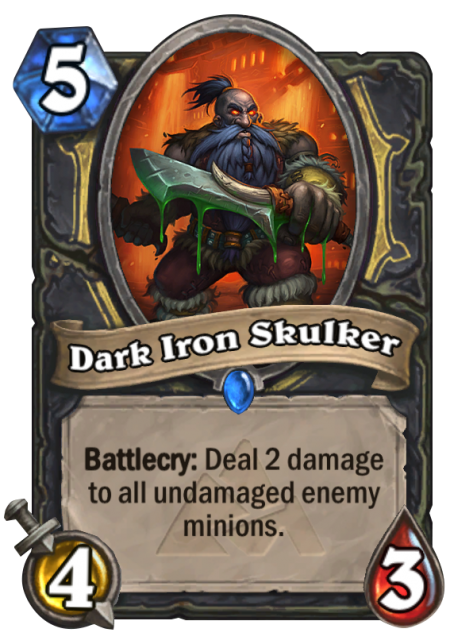 5
Dark Iron Skulker
Battlecry: Deal 2 damage
to all undamaged enemy
minions.
4
3